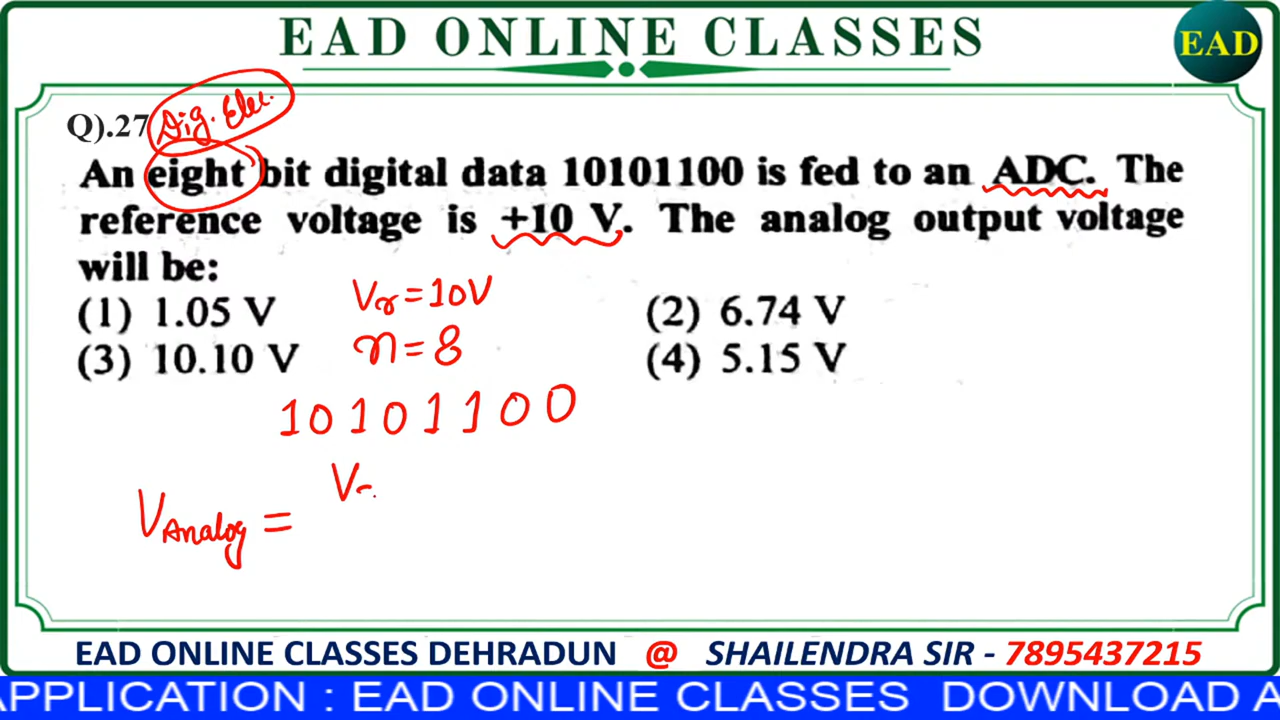 EAD ONLINE CLASSES
EAD
Q).27
Dig. Elec.
An eight bit digital data 10101100 is fed to an ADC. The
reference voltage is +10 V. The analog output voltage
will be:
(1) 1.05 V
(2) 6.74 V
(3) 10.10 V
(4) 5.15 V
Vr = 10V
n = 8
10101100
Vr
VAnalog =
EAD ONLINE CLASSES DEHRADUN @ SHAILENDRA SIR - 7895437215
APPLICATION : EAD ONLINE CLASSES DOWNLOAD A